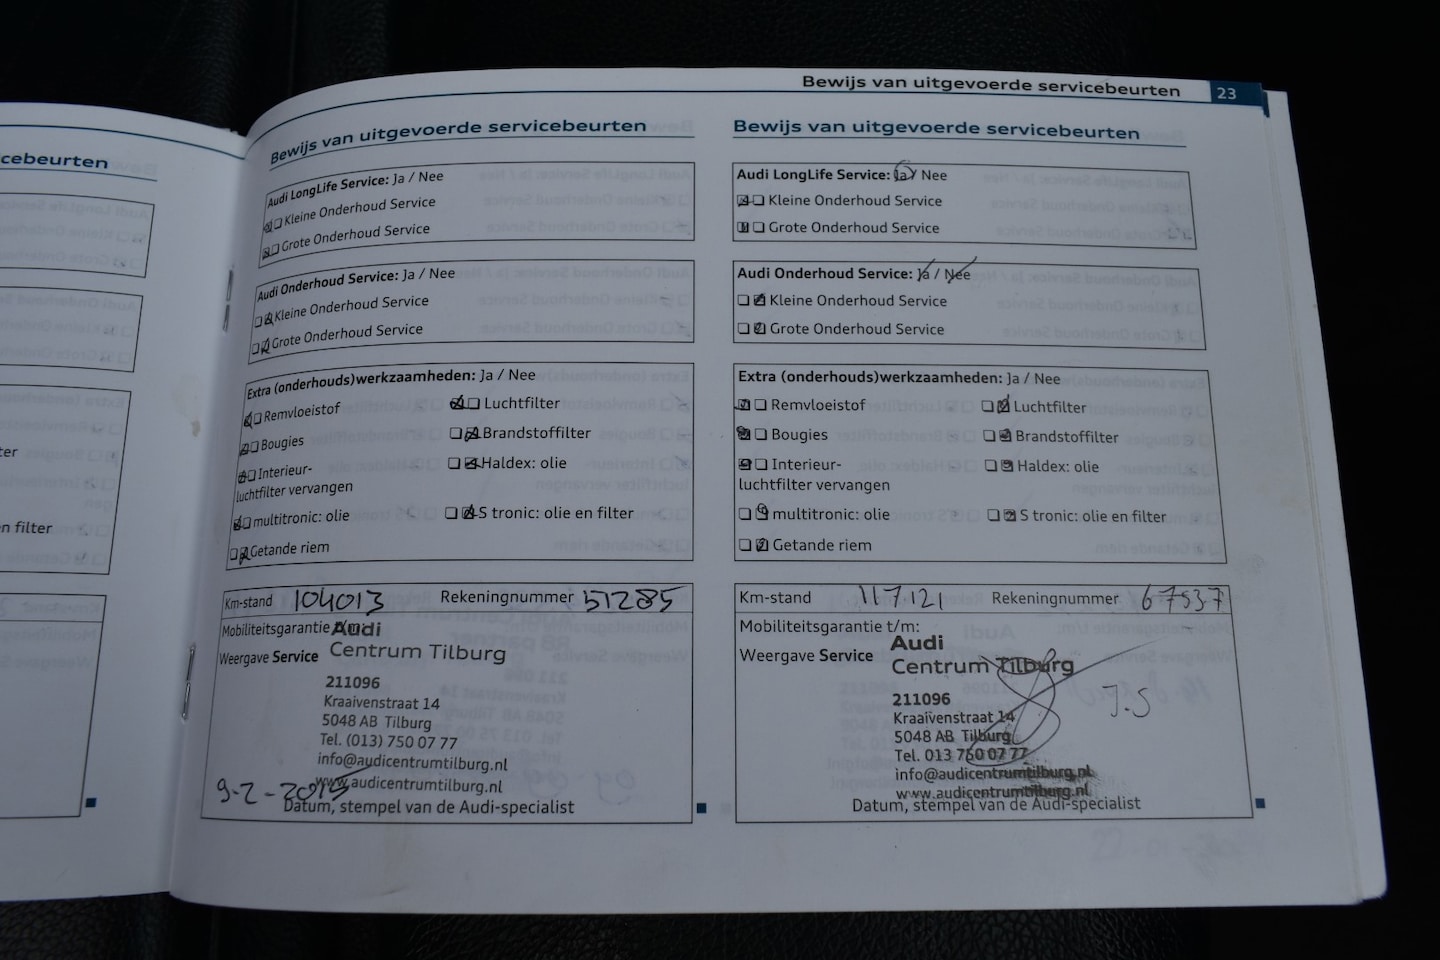 Bewijs van uitgevoerde servicebeurten 23
cebeurten
ter
n filter
Bewijs van uitgevoerde servicebeurten
Audi LongLife Service: Ja / Nee
Kleine Onderhoud Service
Grote Onderhoud Service
Audi Onderhoud Service: Ja / Nee
Kleine Onderhoud Service
Grote Onderhoud Service
Extra (onderhouds)werkzaamheden: Ja / Nee
Remvloeistof Luchtfilter
Bougies Brandstoffilter
Interieur- Haldex: olie
luchtfilter vervangen
multitronic: olie S tronic: olie en filter
Getande riem
Km-stand 104013 Rekeningnummer 51285
Mobiliteitsgarantie t/m:
Audi
Weergave Service Centrum Tilburg
211096
Kraaivenstraat 14
5048 AB Tilburg
Tel. (013) 750 07 77
info@audicentrumtilburg.nl
www.audicentrumtilburg.nl
9-2-2015
Datum, stempel van de Audi-specialist
Bewijs van uitgevoerde servicebeurten
Audi LongLife Service: Ja / Nee
Kleine Onderhoud Service
Grote Onderhoud Service
Audi Onderhoud Service: Ja / Nee
Kleine Onderhoud Service
Grote Onderhoud Service
Extra (onderhouds)werkzaamheden: Ja / Nee
Remvloeistof Luchtfilter
Bougies Brandstoffilter
Interieur- Haldex: olie
luchtfilter vervangen
multitronic: olie S tronic: olie en filter
Getande riem
Km-stand 117121 Rekeningnummer 67537
Mobiliteitsgarantie t/m:
Audi
Weergave Service Centrum Tilburg
211096 J.S
Kraaivenstraat 14
5048 AB Tilburg
Tel. 013 750 07 77
info@audicentrumtilburg.nl
www.audicentrumtilburg.nl
Datum, stempel van de Audi-specialist